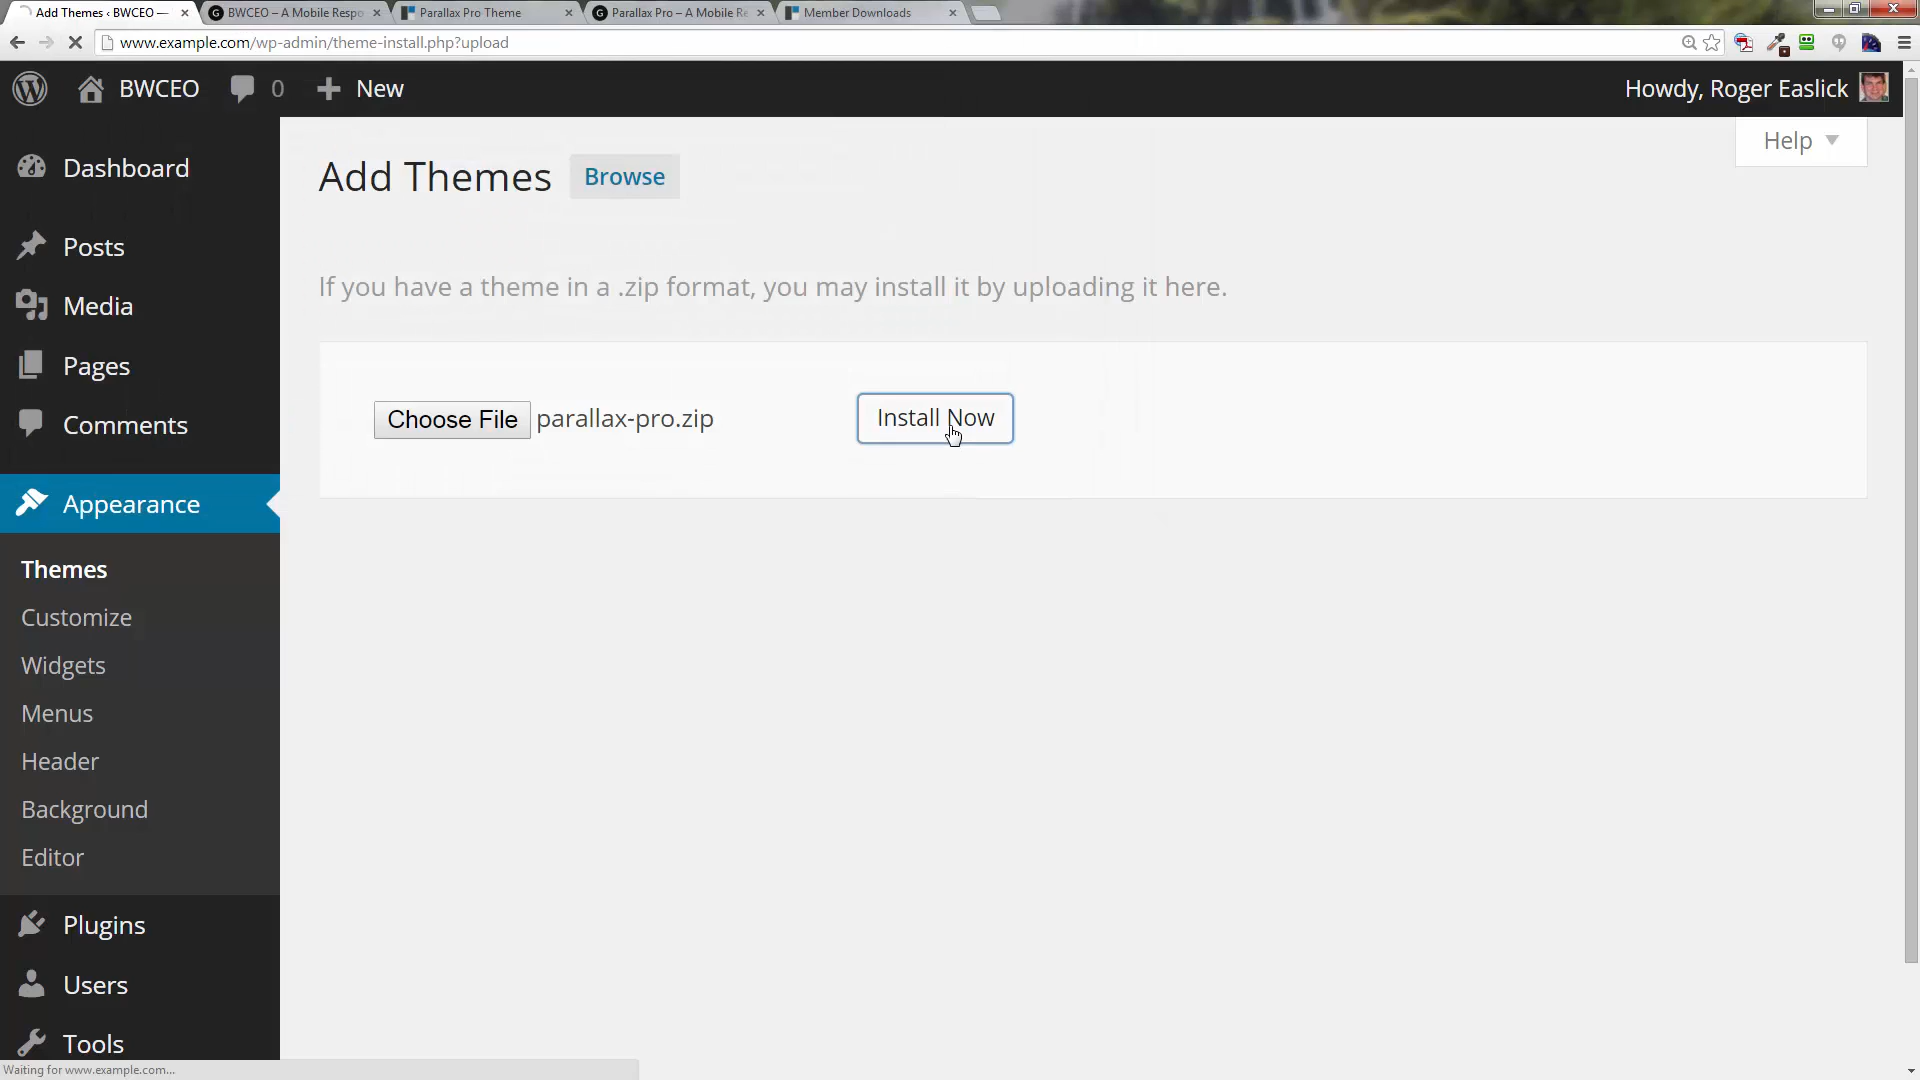 Add Themes ‹ BWCEO —
BWCEO – A Mobile Respo
Parallax Pro Theme
Parallax Pro – A Mobile Re
Member Downloads
www.example.com/wp-admin/theme-install.php?upload
BWCEO
0
New
Howdy, Roger Easlick
Help
Dashboard
Posts
Media
Pages
Comments
Appearance
Themes
Customize
Widgets
Menus
Header
Background
Editor
Plugins
Users
Tools
Add Themes
Browse
If you have a theme in a .zip format, you may install it by uploading it here.
Choose File parallax-pro.zip
Install Now
Waiting for www.example.com...